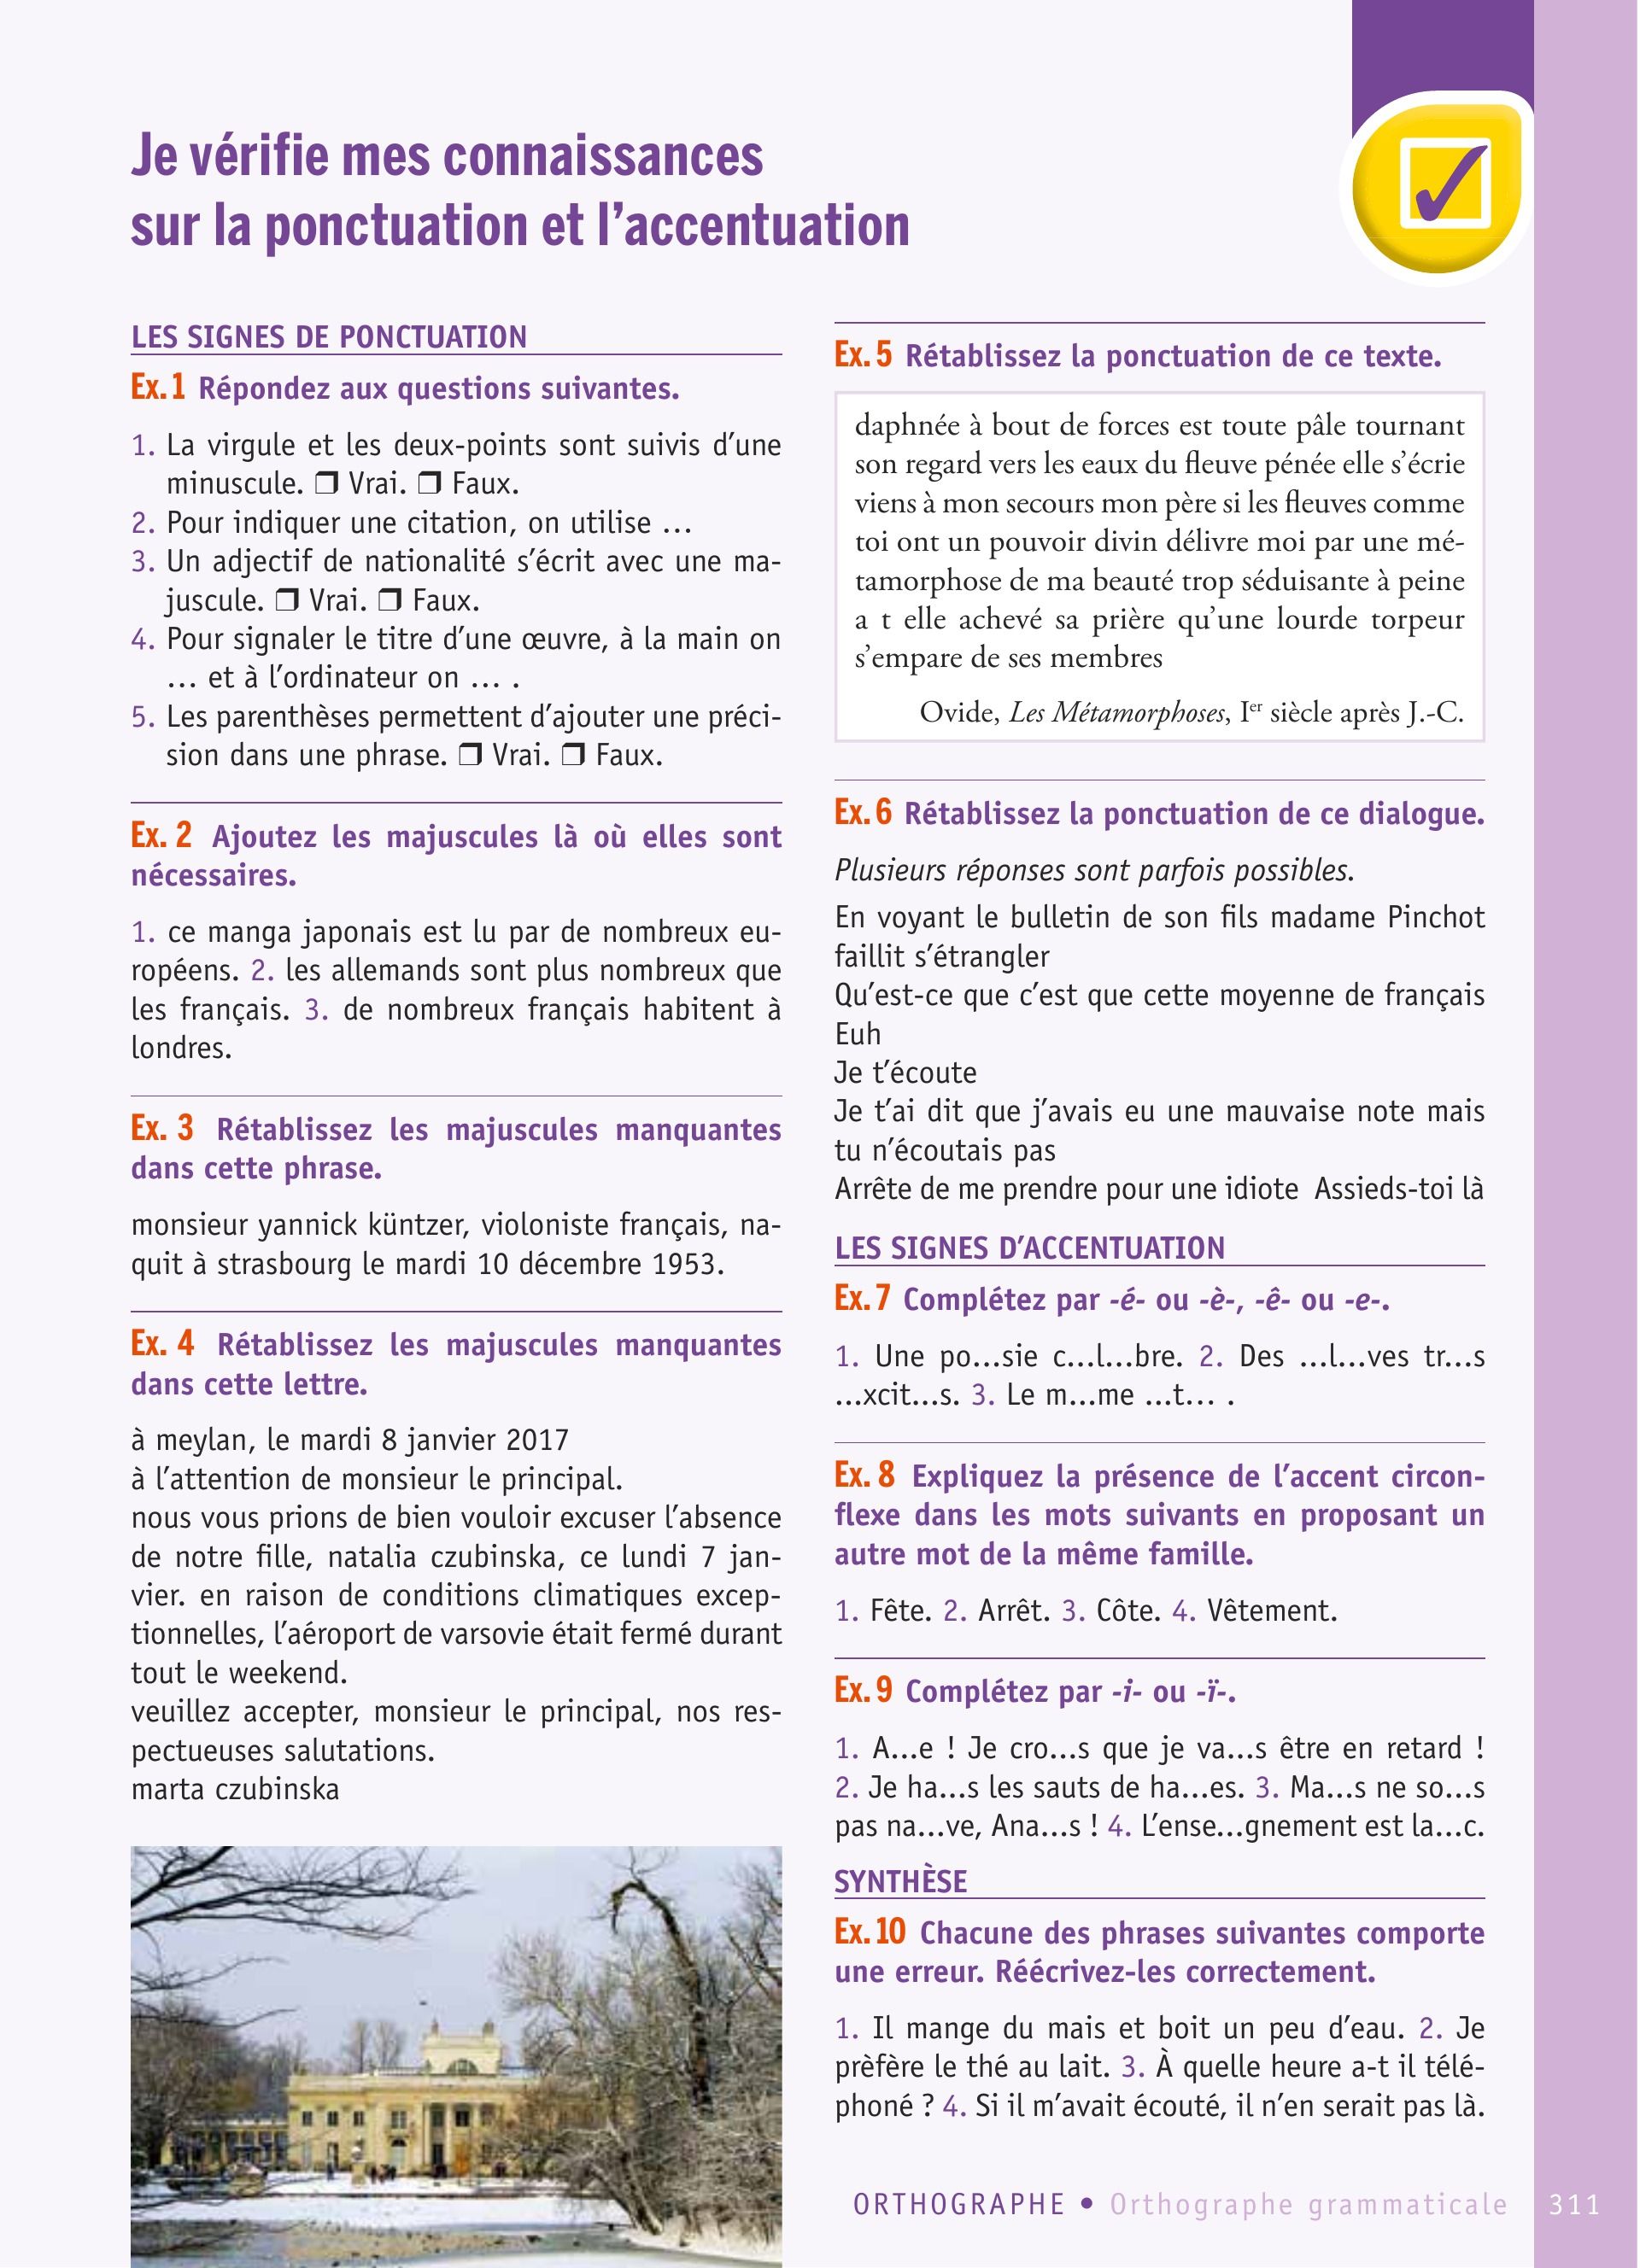 Je vérifie mes connaissances
sur la ponctuation et l’accentuation
LES SIGNES DE PONCTUATION
Ex. 1 Répondez aux questions suivantes.
1. La virgule et les deux-points sont suivis d’une
minuscule. ❒ Vrai. ❒ Faux.
2. Pour indiquer une citation, on utilise …
3. Un adjectif de nationalité s’écrit avec une ma-
juscule. ❒ Vrai. ❒ Faux.
4. Pour signaler le titre d’une œuvre, à la main on
… et à l’ordinateur on … .
5. Les parenthèses permettent d’ajouter une préci-
sion dans une phrase. ❒ Vrai. ❒ Faux.
Ex. 2 Ajoutez les majuscules là où elles sont
nécessaires.
1. ce manga japonais est lu par de nombreux eu-
ropéens. 2. les allemands sont plus nombreux que
les français. 3. de nombreux français habitent à
londres.
Ex. 3 Rétablissez les majuscules manquantes
dans cette phrase.
monsieur yannick küntzer, violoniste français, na-
quit à strasbourg le mardi 10 décembre 1953.
Ex. 4 Rétablissez les majuscules manquantes
dans cette lettre.
à meylan, le mardi 8 janvier 2017
à l’attention de monsieur le principal.
nous vous prions de bien vouloir excuser l’absence
de notre fille, natalia czubinska, ce lundi 7 jan-
vier. en raison de conditions climatiques excep-
tionnelles, l’aéroport de varsovie était fermé durant
tout le weekend.
veuillez accepter, monsieur le principal, nos res-
pectueuses salutations.
marta czubinska
Ex. 5 Rétablissez la ponctuation de ce texte.
daphnée à bout de forces est toute pâle tournant
son regard vers les eaux du fleuve pénée elle s’écrie
viens à mon secours mon père si les fleuves comme
toi ont un pouvoir divin délivre moi par une mé-
tamorphose de ma beauté trop séduisante à peine
a t elle achevé sa prière qu’une lourde torpeur
s’empare de ses membres
Ovide, Les Métamorphoses, Ier siècle après J.-C.
Ex. 6 Rétablissez la ponctuation de ce dialogue.
Plusieurs réponses sont parfois possibles.
En voyant le bulletin de son fils madame Pinchot
faillit s’étrangler
Qu’est-ce que c’est que cette moyenne de français
Euh
Je t’écoute
Je t’ai dit que j’avais eu une mauvaise note mais
tu n’écoutais pas
Arrête de me prendre pour une idiote Assieds-toi là
LES SIGNES D’ACCENTUATION
Ex. 7 Complétez par -é- ou -è-, -ê- ou -e-.
1. Une po…sie c…l…bre. 2. Des …l…ves tr…s
…xcit…s. 3. Le m…me …t… .
Ex. 8 Expliquez la présence de l’accent circon-
flexe dans les mots suivants en proposant un
autre mot de la même famille.
1. Fête. 2. Arrêt. 3. Côte. 4. Vêtement.
Ex. 9 Complétez par -i- ou -ï-.
1. A…e ! Je cro…s que je va…s être en retard !
2. Je ha…s les sauts de ha…es. 3. Ma…s ne so…s
pas na…ve, Ana…s ! 4. L’ense…gnement est la…c.
SYNTHÈSE
Ex. 10 Chacune des phrases suivantes comporte
une erreur. Réécrivez-les correctement.
1. Il mange du mais et boit un peu d’eau. 2. Je
prèfère le thé au lait. 3. À quelle heure a-t il télé-
phoné ? 4. Si il m’avait écouté, il n’en serait pas là.
ORTHOGRAPHE • Orthographe grammaticale 311